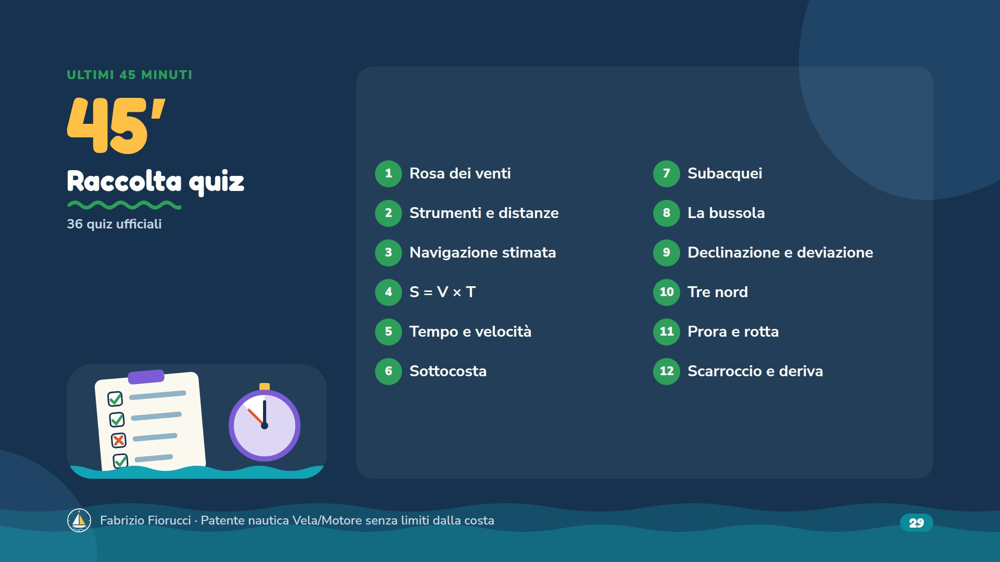 ULTIMI 45 MINUTI
45′
Raccolta quiz
36 quiz ufficiali
1 Rosa dei venti
2 Strumenti e distanze
3 Navigazione stimata
4 S = V × T
5 Tempo e velocità
6 Sottocosta
7 Subacquei
8 La bussola
9 Declinazione e deviazione
10 Tre nord
11 Prora e rotta
12 Scarroccio e deriva
Fabrizio Fiorucci · Patente nautica Vela/Motore senza limiti dalla costa
29